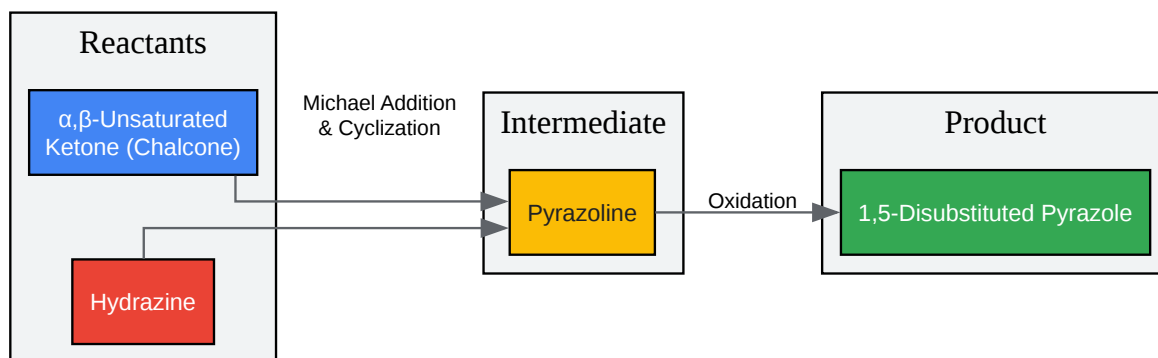 Reactants
α,β-Unsaturated
Ketone (Chalcone)
Hydrazine
Michael Addition
& Cyclization
Intermediate
Pyrazoline
Oxidation
Product
1,5-Disubstituted Pyrazole